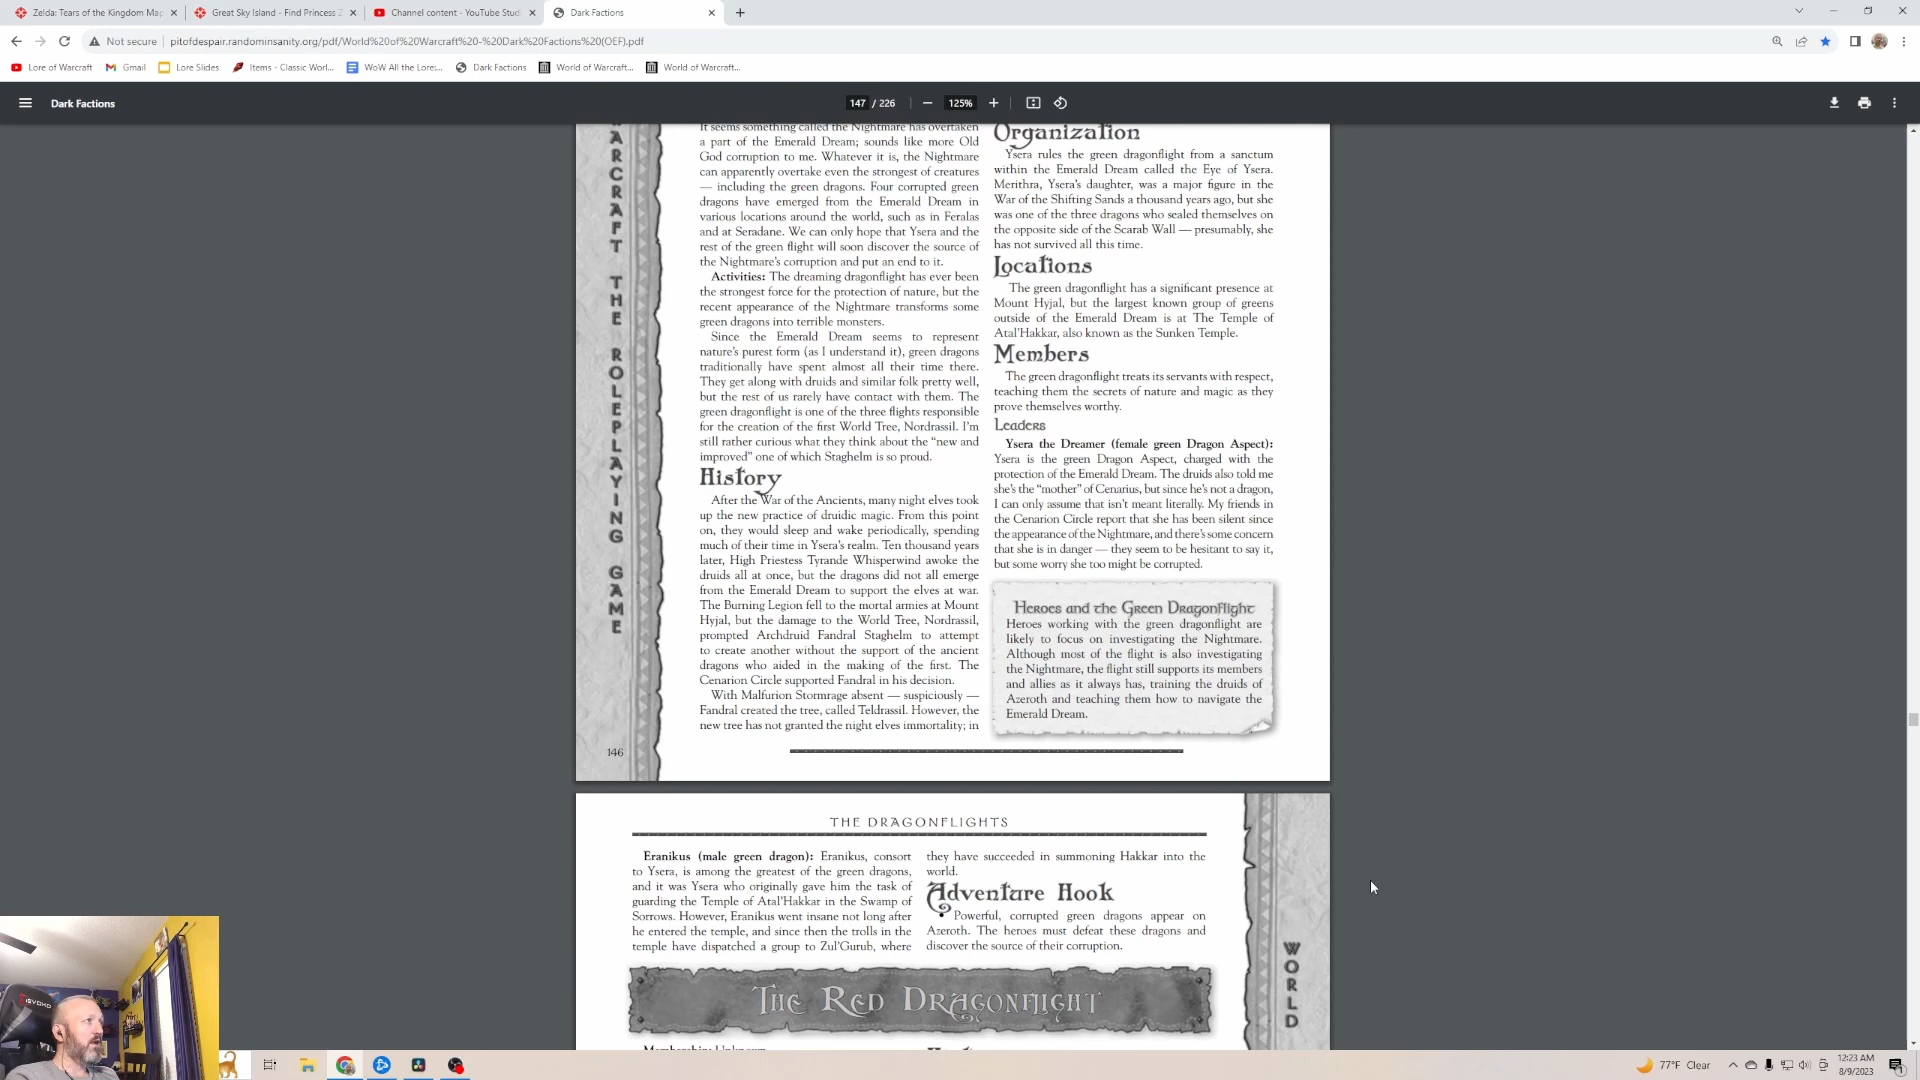 Zelda: Tears of the Kingdom Map
Great Sky Island - Find Princess Z
Channel content - YouTube Studi
Dark Factions
Not secure
pitofdespair.randominsanity.org/pdf/World%20of%20Warcraft%20-%20Dark%20Factions%20(OEF).pdf
Lore of Warcraft
Gmail
Lore Slides
Items - Classic Worl...
WoW All the Lore:...
Dark Factions
World of Warcraft...
World of Warcraft...
Dark Factions
147 / 226
125%
WARCRAFT THE ROLEPLAYING GAME
It seems something called the Nightmare has overtaken
a part of the Emerald Dream; sounds like more Old
God corruption to me. Whatever it is, the Nightmare
can apparently overtake even the strongest of creatures
— including the green dragons. Four corrupted green
dragons have emerged from the Emerald Dream in
various locations around the world, such as in Feralas
and at Seradane. We can only hope that Ysera and the
rest of the green flight will soon discover the source of
the Nightmare's corruption and put an end to it.
Activities: The dreaming dragonflight has ever been
the strongest force for the protection of nature, but the
recent appearance of the Nightmare transforms some
green dragons into terrible monsters.
Since the Emerald Dream seems to represent
nature's purest form (as I understand it), green dragons
traditionally have spent almost all their time there.
They get along with druids and similar folk pretty well,
but the rest of us rarely have contact with them. The
green dragonflight is one of the three flights responsible
for the creation of the first World Tree, Nordrassil. I'm
still rather curious what they think about the “new and
improved” one of which Staghelm is so proud.
History
After the War of the Ancients, many night elves took
up the new practice of druidic magic. From this point
on, they would sleep and wake periodically, spending
much of their time in Ysera's realm. Ten thousand years
later, High Priestess Tyrande Whisperwind awoke the
druids all at once, but the dragons did not all emerge
from the Emerald Dream to support the elves at war.
The Burning Legion fell to the mortal armies at Mount
Hyjal, but the damage to the World Tree, Nordrassil,
prompted Archdruid Fandral Staghelm to attempt
to create another without the support of the ancient
dragons who aided in the making of the first. The
Cenarion Circle supported Fandral in his decision.
With Malfurion Stormrage absent — suspiciously —
Fandral created the tree, called Teldrassil. However, the
new tree has not granted the night elves immortality; in
Organization
Ysera rules the green dragonflight from a sanctum
within the Emerald Dream called the Eye of Ysera.
Merithra, Ysera's daughter, was a major figure in the
War of the Shifting Sands a thousand years ago, but she
was one of the three dragons who sealed themselves on
the opposite side of the Scarab Wall — presumably, she
has not survived all this time.
Locations
The green dragonflight has a significant presence at
Mount Hyjal, but the largest known group of greens
outside of the Emerald Dream is at The Temple of
Atal'Hakkar, also known as the Sunken Temple.
Members
The green dragonflight treats its servants with respect,
teaching them the secrets of nature and magic as they
prove themselves worthy.
Leaders
Ysera the Dreamer (female green Dragon Aspect):
Ysera is the green Dragon Aspect, charged with the
protection of the Emerald Dream. The druids also told me
she's the “mother” of Cenarius, but since he's not a dragon,
I can only assume that isn't meant literally. My friends in
the Cenarion Circle report that she has been silent since
the appearance of the Nightmare, and there's some concern
that she is in danger — they seem to be hesitant to say it,
but some worry she too might be corrupted.
Heroes and the Green Dragonflight
Heroes working with the green dragonflight are
likely to focus on investigating the Nightmare.
Although most of the flight is also investigating
the Nightmare, the flight still supports its members
and allies as it always has, training the druids of
Azeroth and teaching them how to navigate the
Emerald Dream.
146
THE DRAGONFLIGHTS
Eranikus (male green dragon): Eranikus, consort
to Ysera, is among the greatest of the green dragons,
and it was Ysera who originally gave him the task of
guarding the Temple of Atal'Hakkar in the Swamp of
Sorrows. However, Eranikus went insane not long after
he entered the temple, and since then the trolls in the
temple have dispatched a group to Zul'Gurub, where
they have succeeded in summoning Hakkar into the
world.
Adventure Hook
• Powerful, corrupted green dragons appear on
Azeroth. The heroes must defeat these dragons and
discover the source of their corruption.
The Red Dragonflight
WORLD
Membership: Unknown
77°F Clear
12:23 AM
8/9/2023